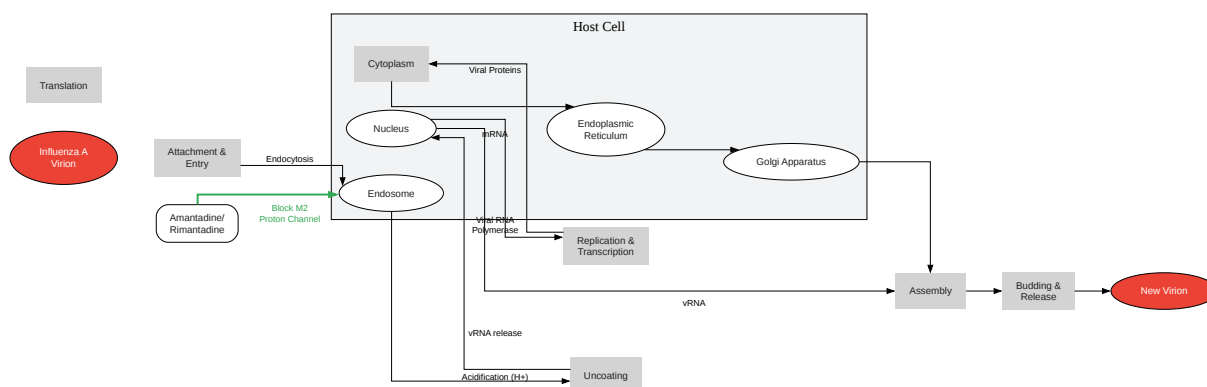 Host Cell
Cytoplasm
Viral Proteins
Translation
Nucleus
mRNA
Endoplasmic
Reticulum
Influenza A
Virion
Attachment &
Entry
Endocytosis
Golgi Apparatus
Endosome
Amantadine/
Rimantadine
Block M2
Proton Channel
Viral RNA
Polymerase
Replication &
Transcription
vRNA
Assembly
Budding &
Release
New Virion
vRNA release
Acidification (H+)
Uncoating